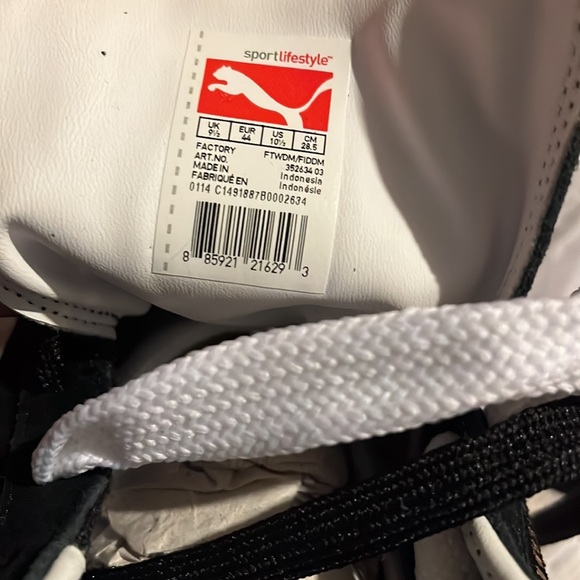 sportlifestyle™
UK EUR US CM
9½ 44 10½ 28.5
FACTORY FTWDM/FIDDM
ART.NO. 352634 03
MADE IN Indonesia
FABRIQUÉ EN Indonésie
0114 C1491887B0002634
8 85921 21629 3